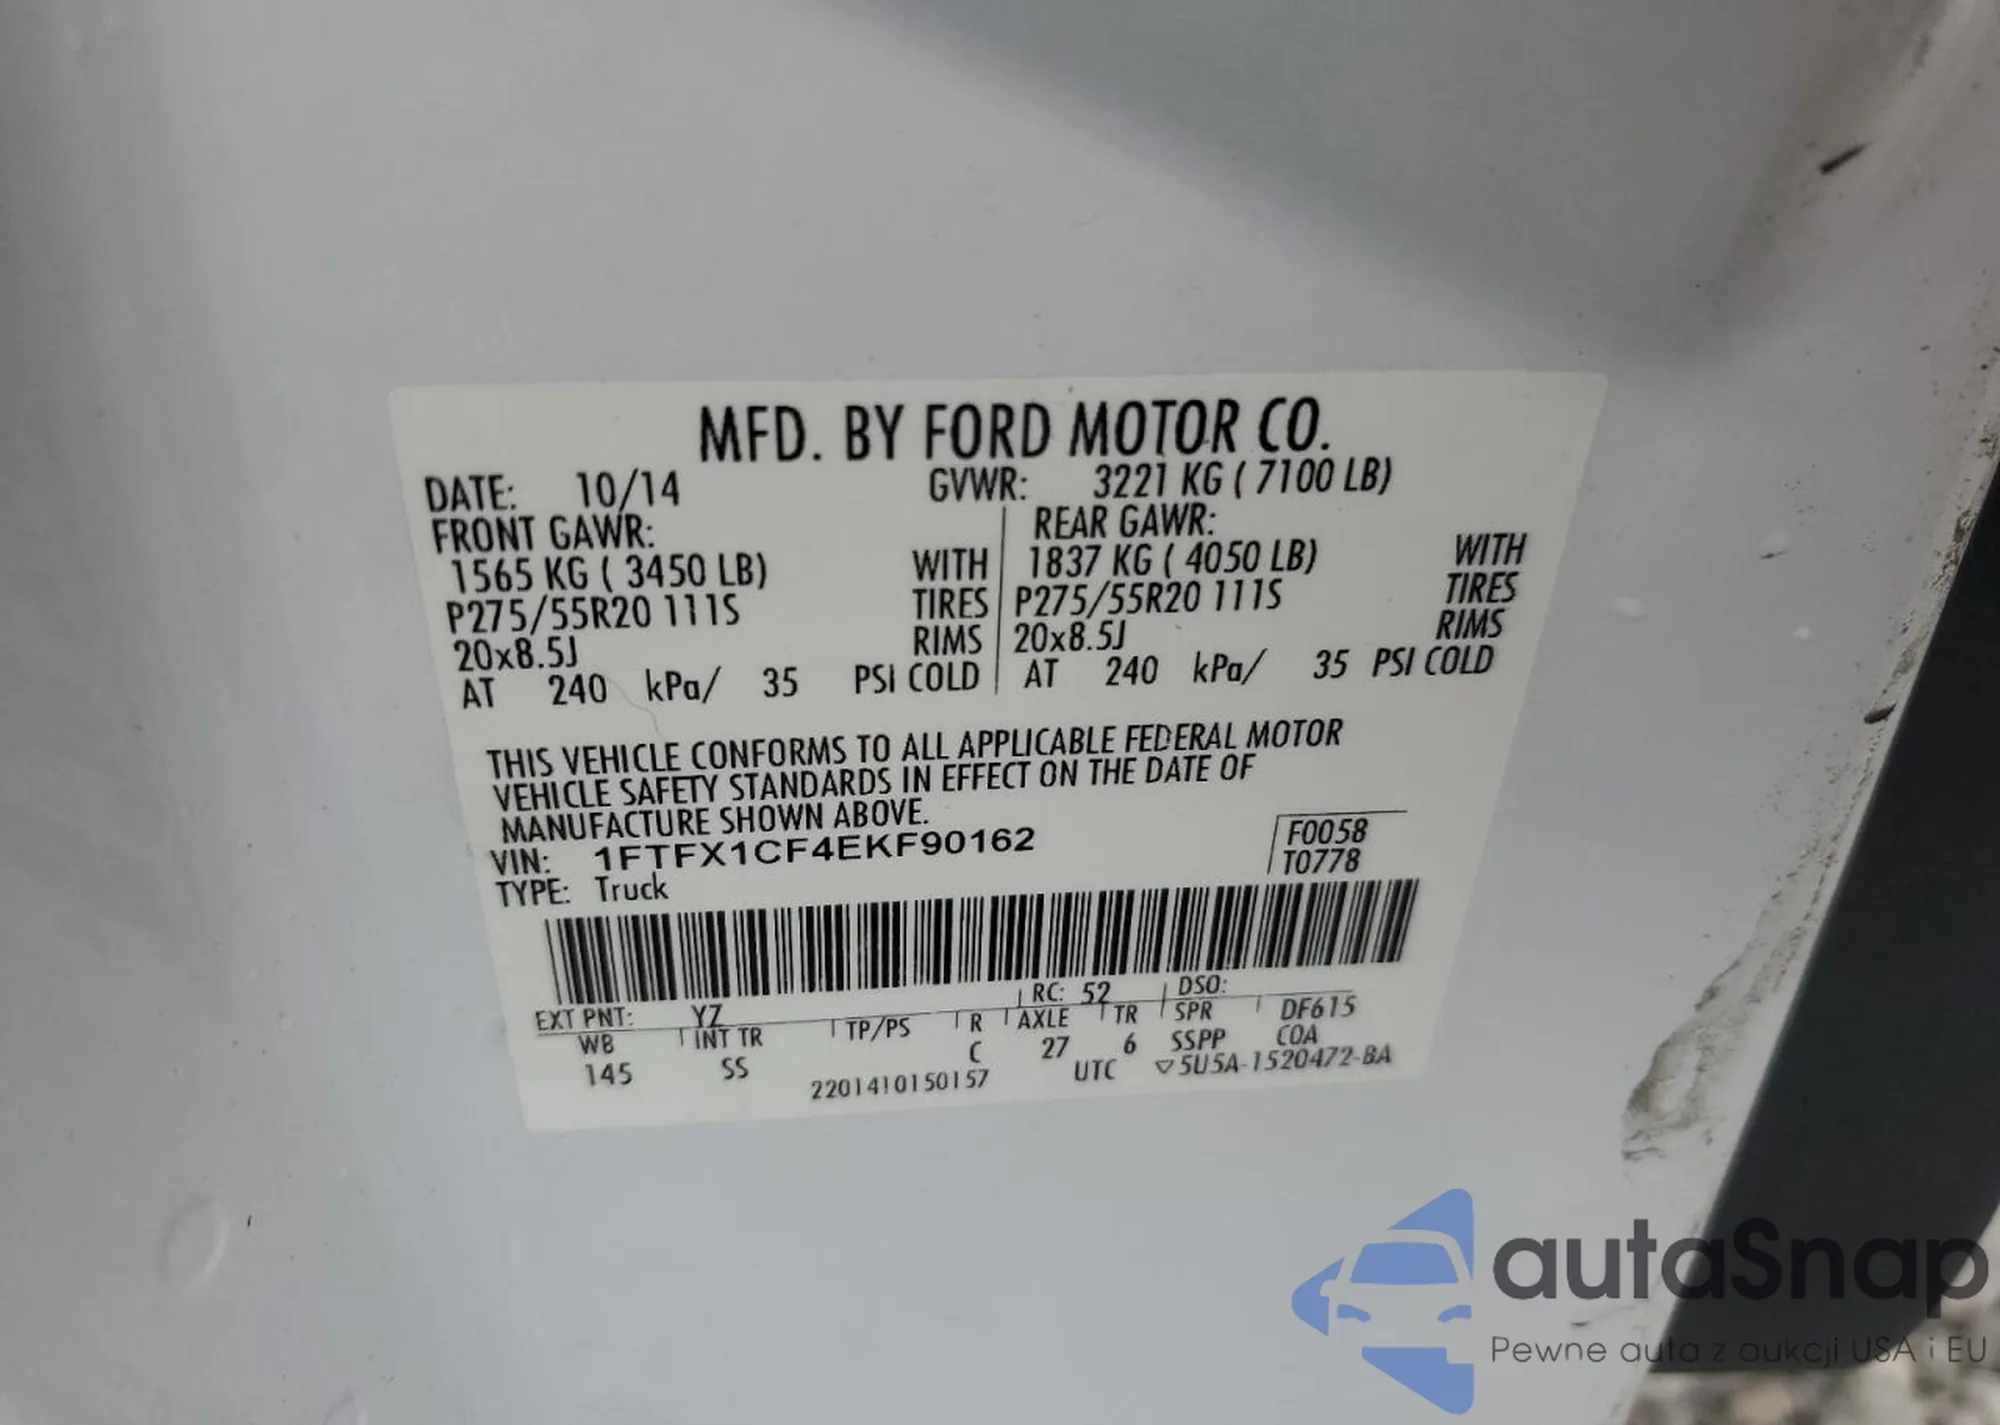 MFD. BY FORD MOTOR CO.
DATE: 10/14 GVWR: 3221 KG ( 7100 LB)
FRONT GAWR: REAR GAWR:
1565 KG ( 3450 LB) WITH 1837 KG ( 4050 LB) WITH
P275/55R20 111S TIRES P275/55R20 111S TIRES
20x8.5J RIMS 20x8.5J RIMS
AT 240 kPa/ 35 PSI COLD AT 240 kPa/ 35 PSI COLD
THIS VEHICLE CONFORMS TO ALL APPLICABLE FEDERAL MOTOR
VEHICLE SAFETY STANDARDS IN EFFECT ON THE DATE OF
MANUFACTURE SHOWN ABOVE.
VIN: 1FTFX1CF4EKF90162 F0058
TYPE: Truck T0778
EXT PNT: YZ RC: 52 DSO:
WB INT TR TP/PS R AXLE TR SPR DF615
145 SS C 27 6 SSPP COA
2201410150157 UTC ▽5U5A-1520472-BA
autaSnap
Pewne auta z aukcji USA i EU